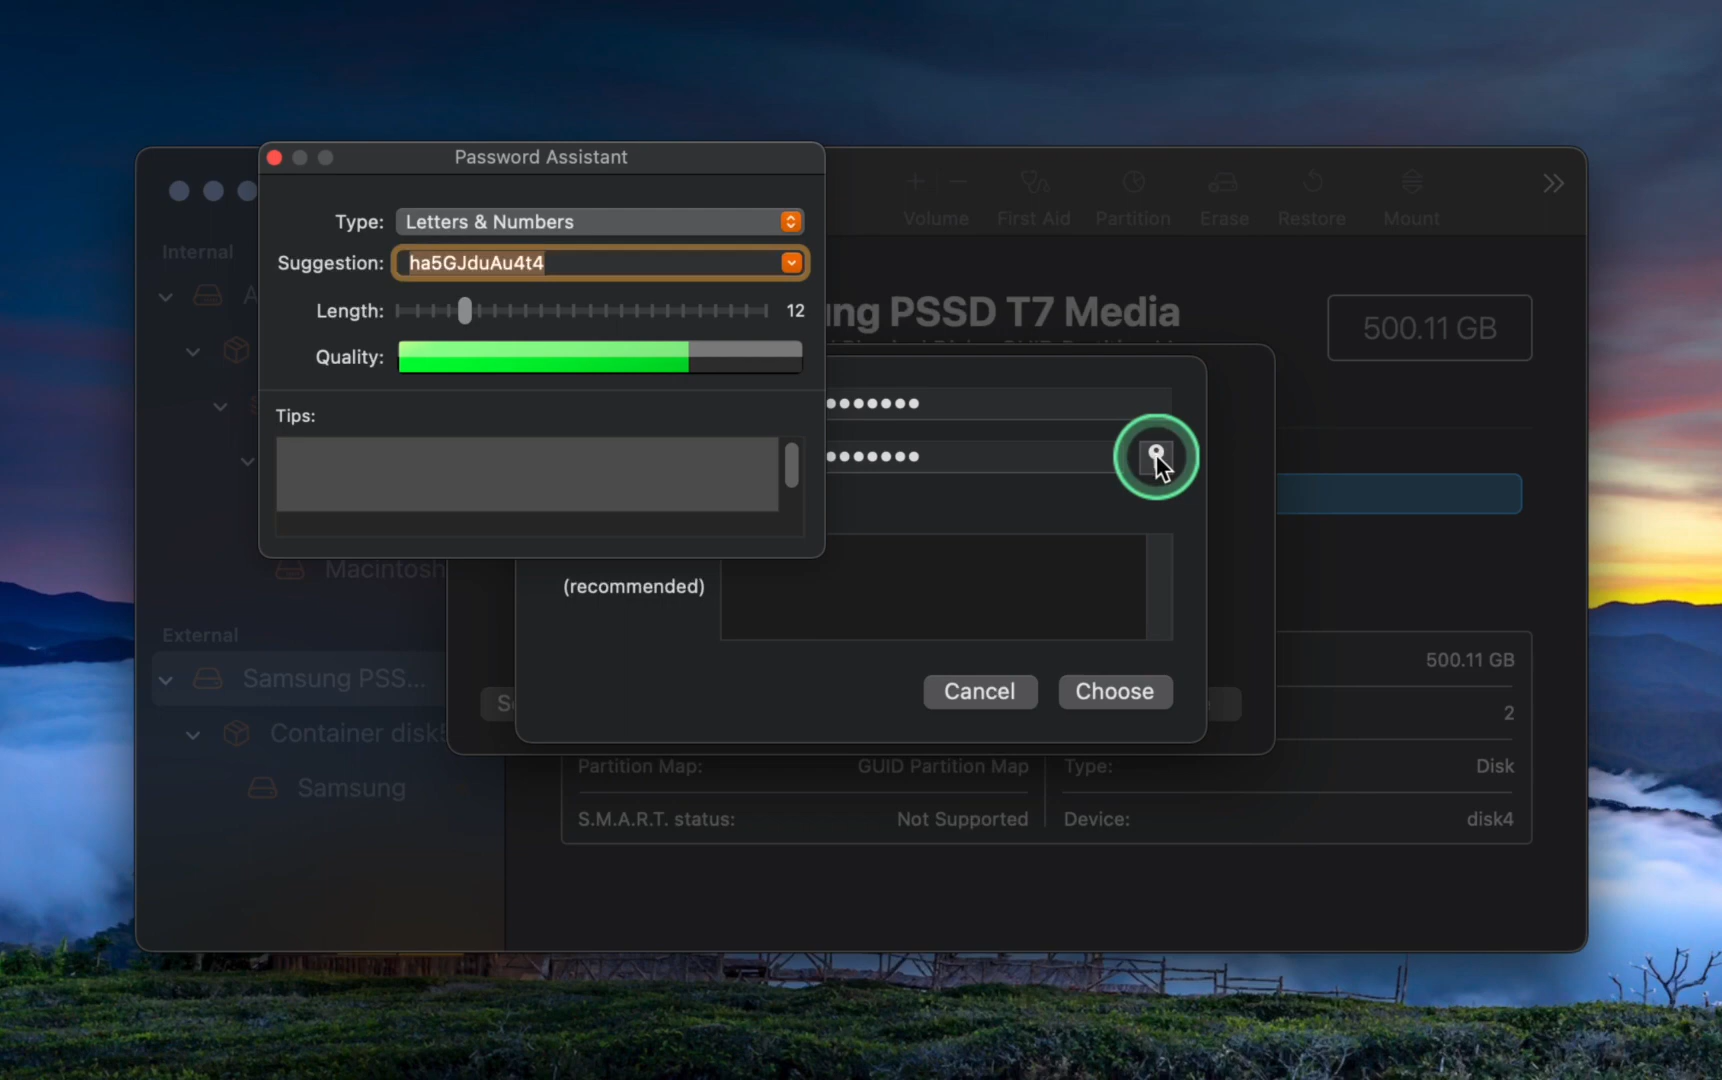 Password Assistant
Type: Letters & Numbers
Suggestion: ha5GJduAu4t4
Length: 12
Quality:
Tips:
Volume First Aid Partition Erase Restore Mount
Internal
A
Macintosh
External
Samsung PSS...
Container disk5
Samsung
ng PSSD T7 Media
500.11 GB
(recommended)
Cancel Choose
500.11 GB
2
Partition Map: GUID Partition Map
Type: Disk
S.M.A.R.T. status: Not Supported
Device: disk4